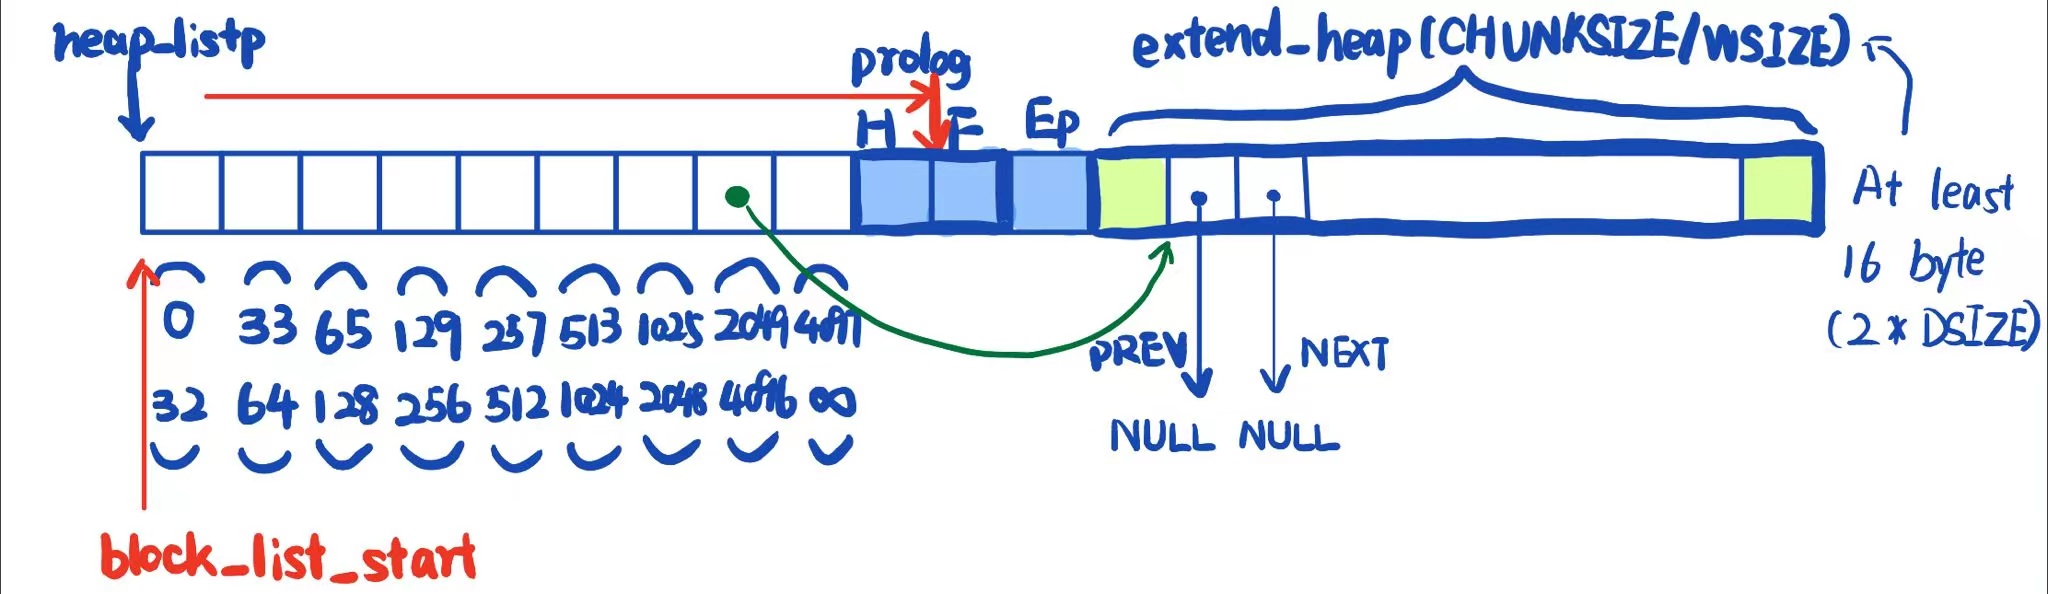 heap_listp
prolog
extend_heap(CHUNKSIZE/WSIZE)
H F Ep
At least
16 byte
(2 * DSIZE)
0 33 65 129 257 513 1025 2049 4097
32 64 128 256 512 1024 2048 4096 ∞
PREV NEXT
NULL NULL
block_list_start